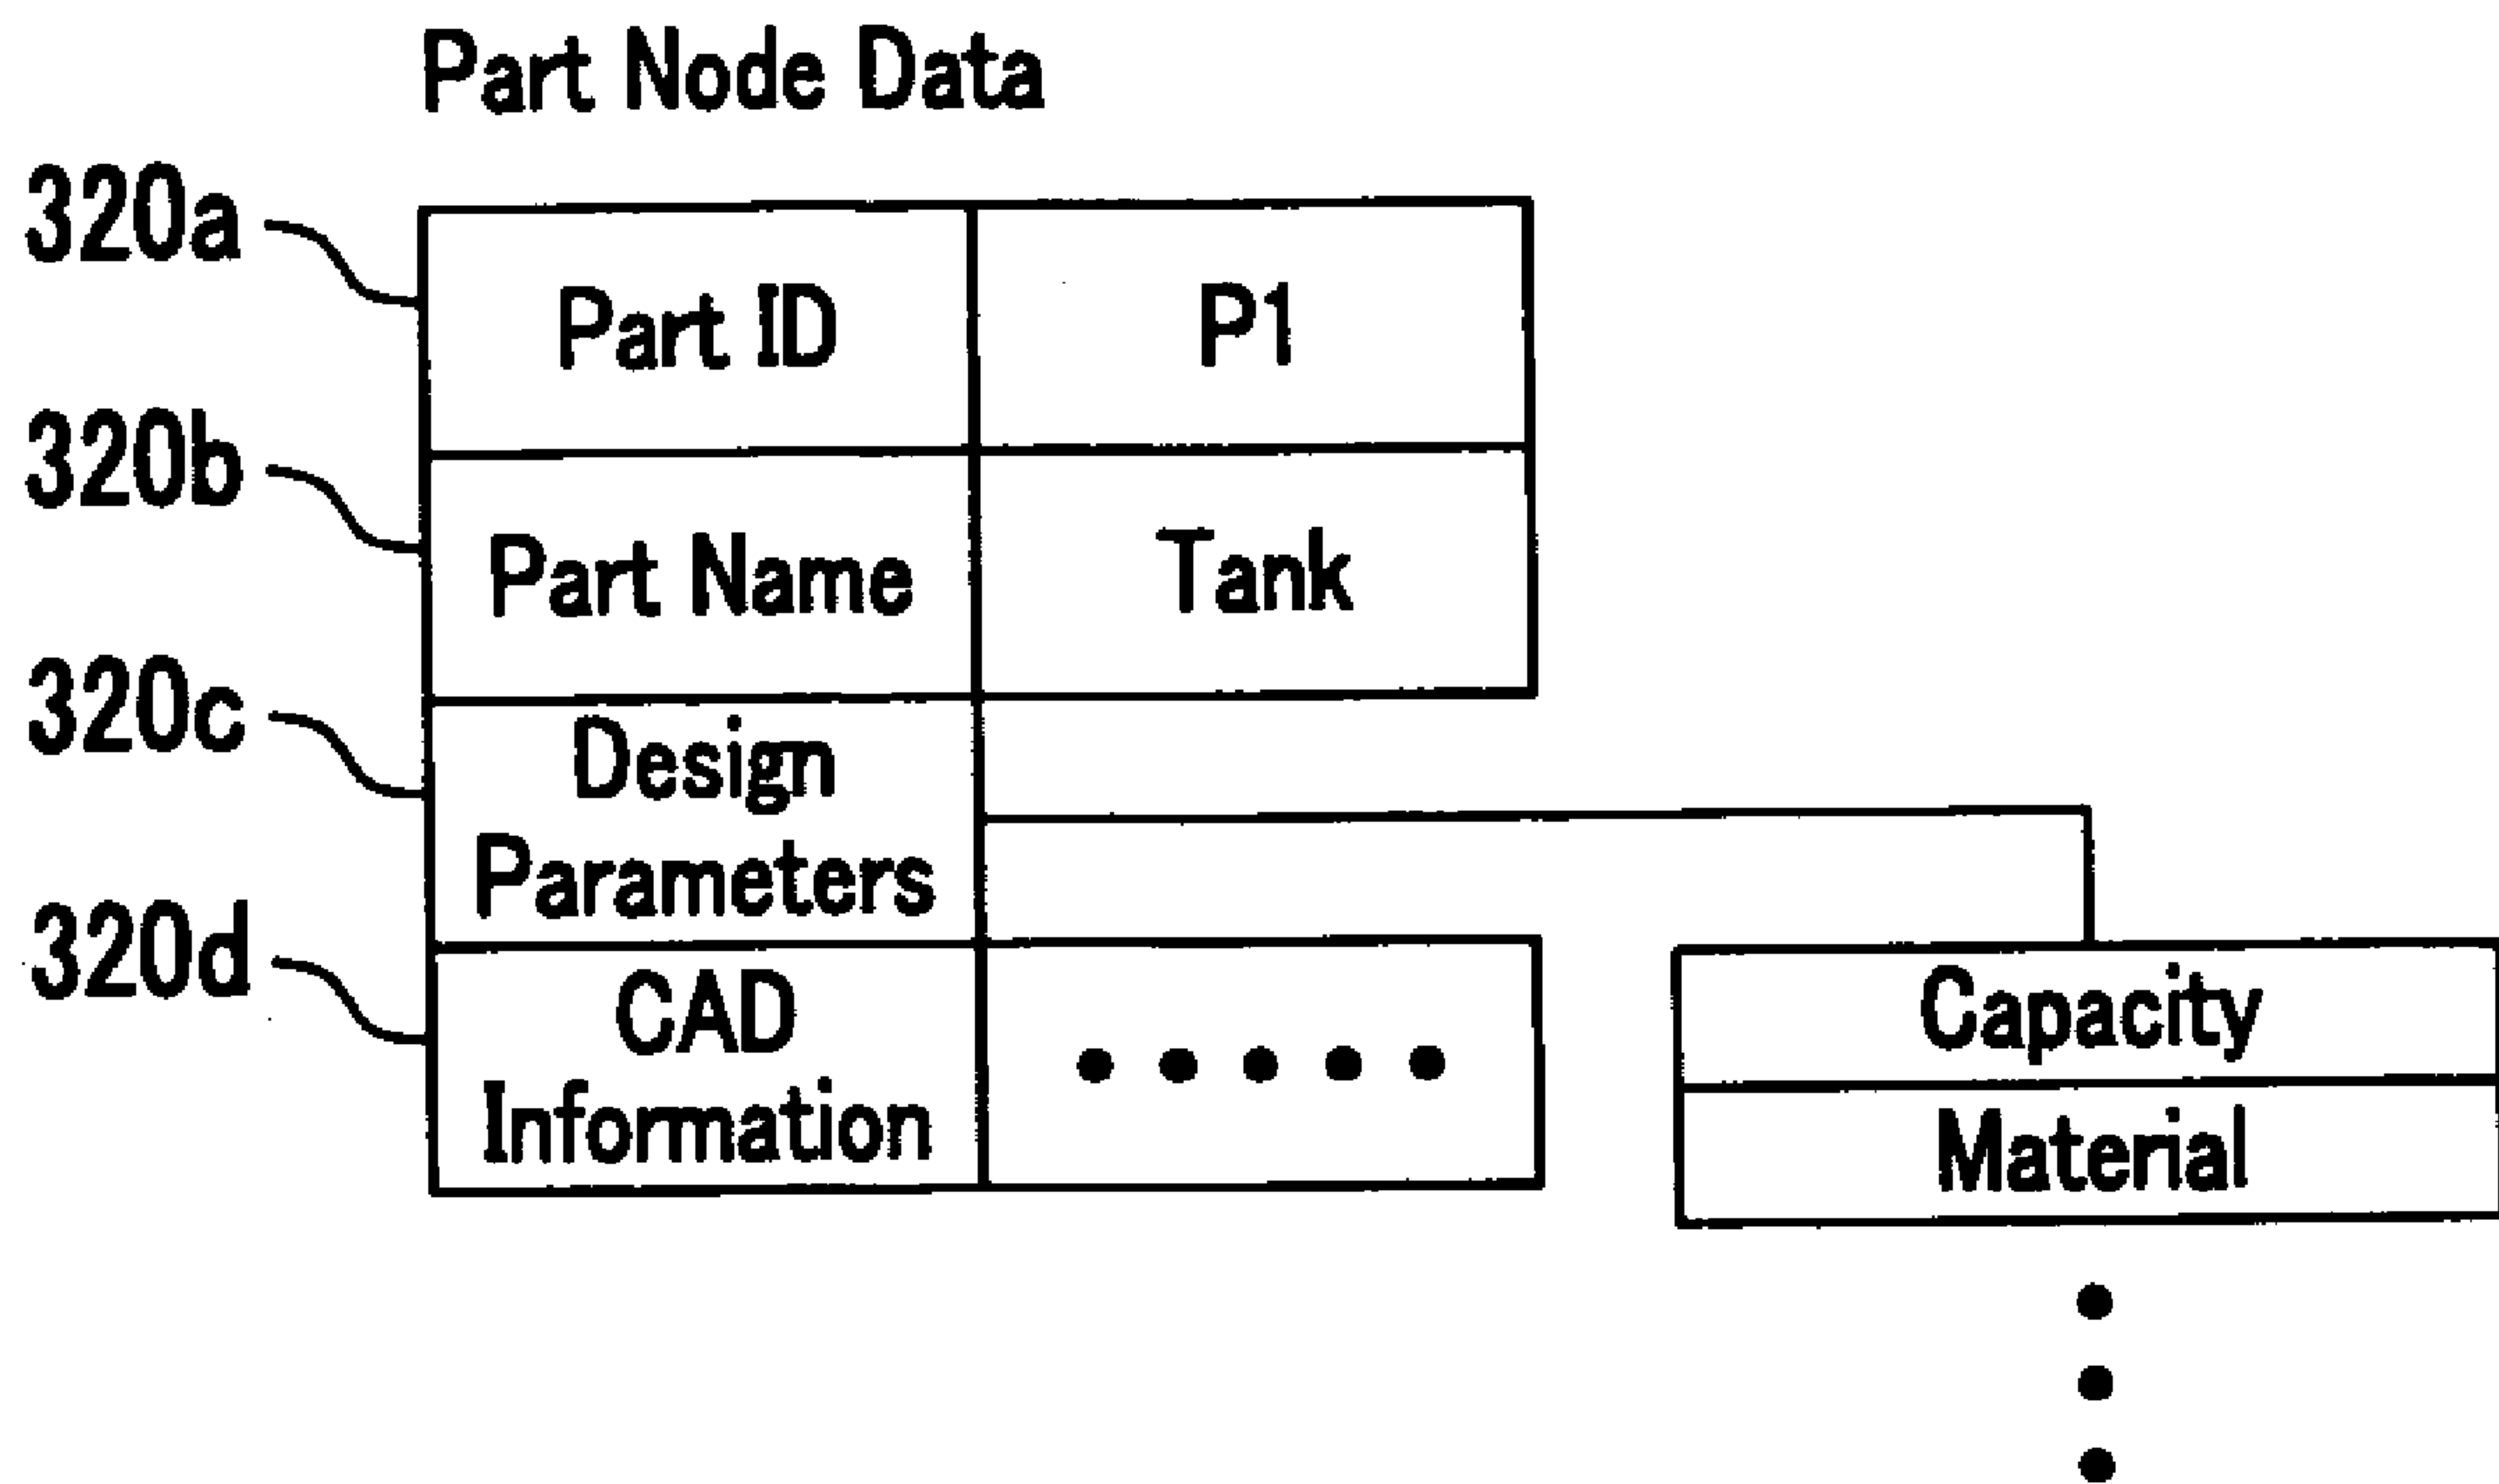 Part Node Data
320a
Part ID
P1
320b
Part Name
Tank
320c
Design
Parameters
320d
CAD
Information
• • • • •
Capacity
Material
•
•
•